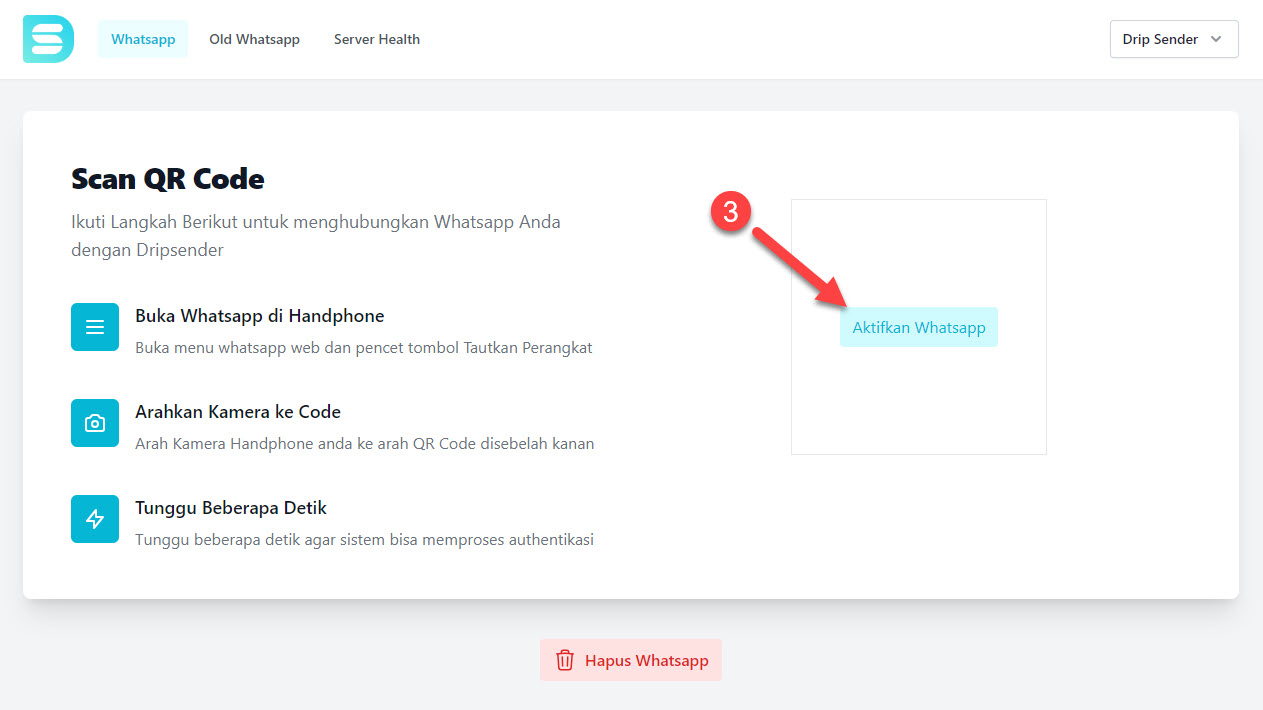 Whatsapp
Old Whatsapp
Server Health
Drip Sender
Scan QR Code
Ikuti Langkah Berikut untuk menghubungkan Whatsapp Anda
dengan Dripsender
3
Aktifkan Whatsapp
Buka Whatsapp di Handphone
Buka menu whatsapp web dan pencet tombol Tautkan Perangkat
Arahkan Kamera ke Code
Arah Kamera Handphone anda ke arah QR Code disebelah kanan
Tunggu Beberapa Detik
Tunggu beberapa detik agar sistem bisa memproses authentikasi
Hapus Whatsapp